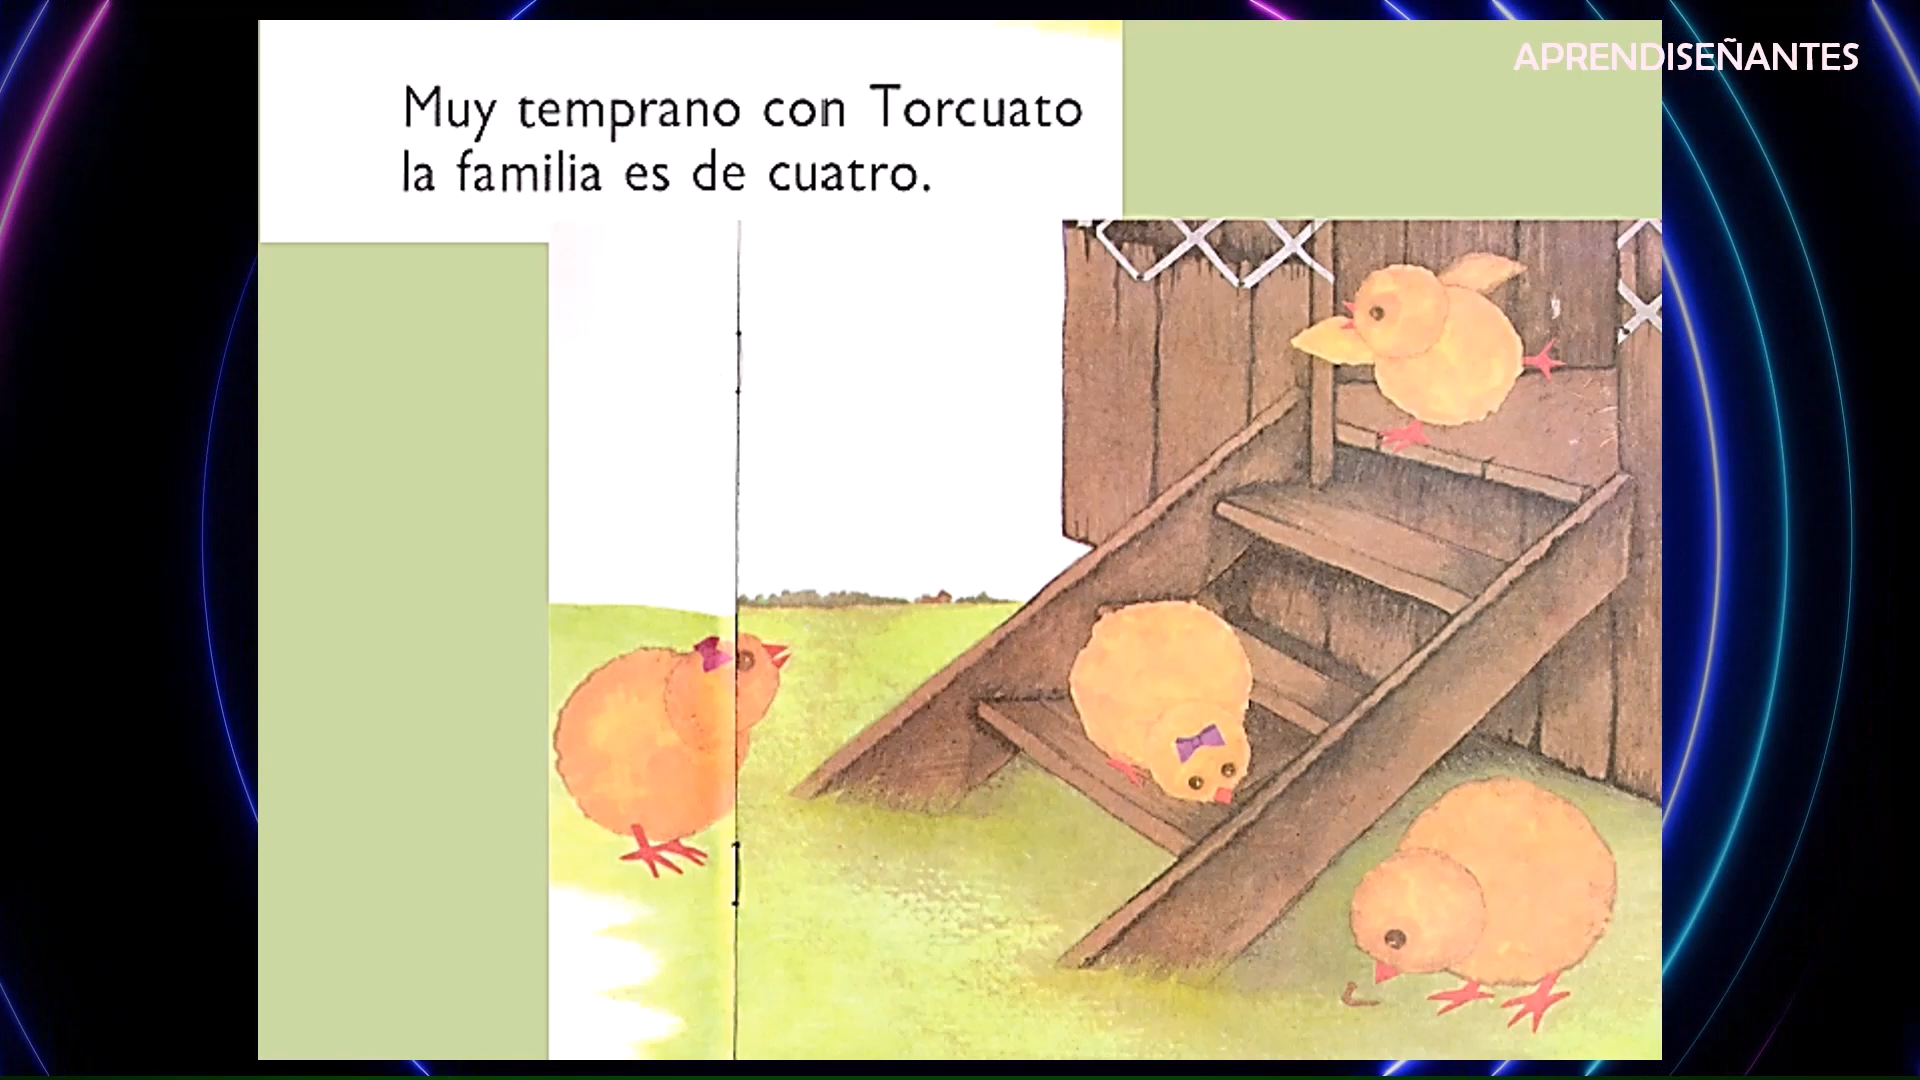 APRENDISEÑANTES
Muy temprano con Torcuato
la familia es de cuatro.